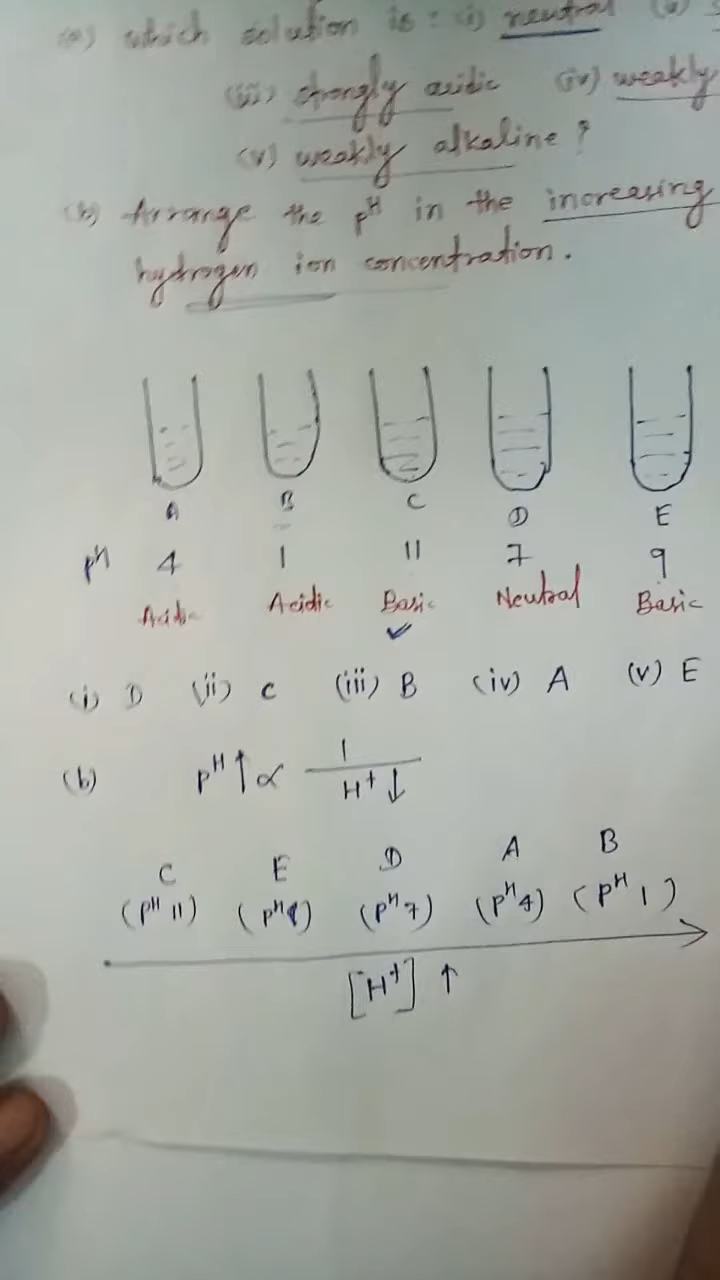 (a) which solution is : (i) neutral (ii)
(iii) strongly acidic (iv) weakly
(v) weakly alkaline ?
(b) Arrange the pH in the increasing
hydrogen ion concentration.
A B C D E
pH 4 1 11 7 9
Acidic Acidic Basic Neutral Basic
(i) D (ii) C (iii) B (iv) A (v) E
(b) pH ↑ ∝ 1 / H+ ↓
C E D A B
(pH 11) (pH 9) (pH 7) (pH 4) (pH 1)
[H+] ↑